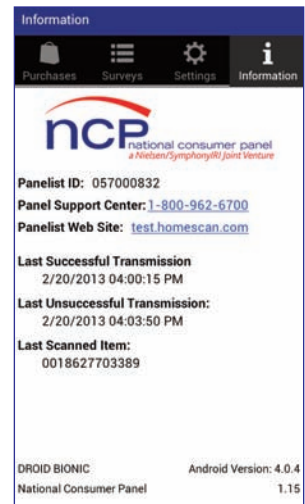 Information
Purchases Surveys Settings Information
ncp
national consumer panel
a Nielsen/SymphonyIRI Joint Venture
Panelist ID: 057000832
Panel Support Center: 1-800-962-6700
Panelist Web Site: test.homescan.com
Last Successful Transmission
2/20/2013 04:00:15 PM
Last Unsuccessful Transmission:
2/20/2013 04:03:50 PM
Last Scanned Item:
0018627703389
DROID BIONIC Android Version: 4.0.4
National Consumer Panel 1.15